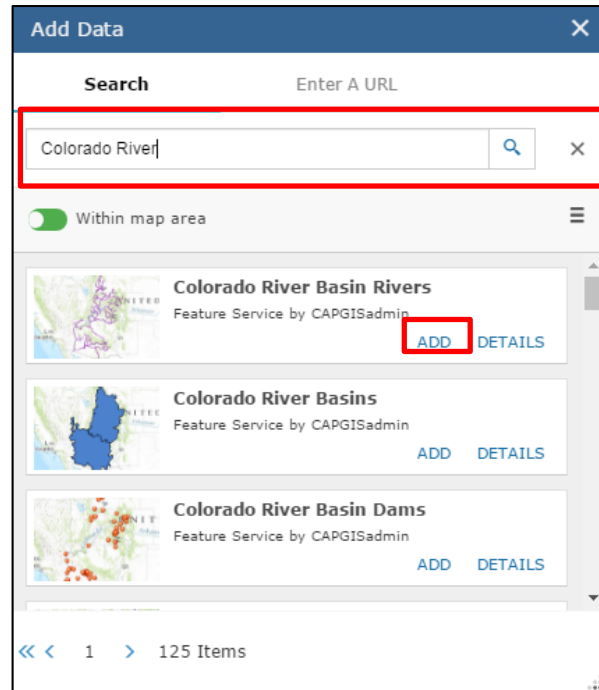 Add Data
Search Enter A URL
Colorado River
Within map area
Colorado River Basin Rivers
Feature Service by CAPGISadmin
ADD DETAILS
Colorado River Basins
Feature Service by CAPGISadmin
ADD DETAILS
Colorado River Basin Dams
Feature Service by CAPGISadmin
ADD DETAILS
1 125 Items